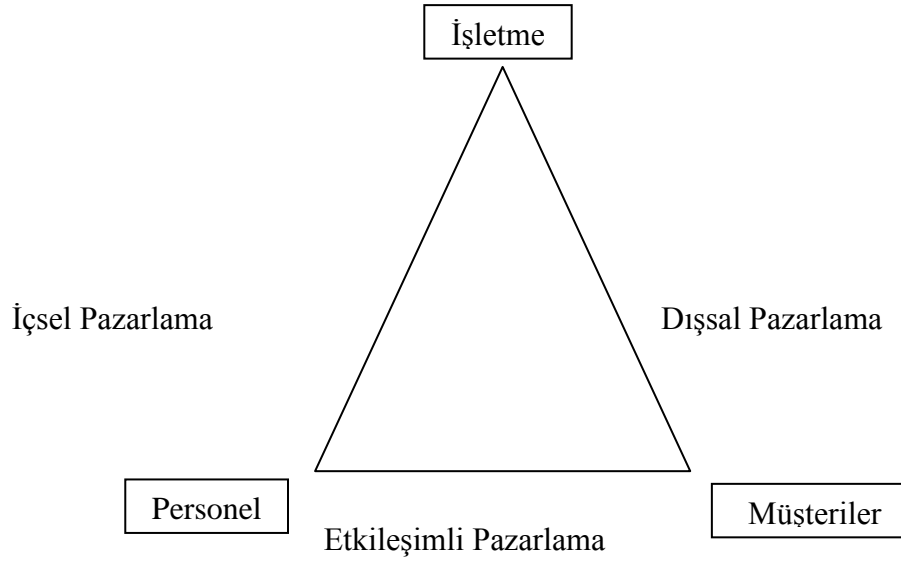 İşletme
İçsel Pazarlama
Dışsal Pazarlama
Personel
Müşteriler
Etkileşimli Pazarlama